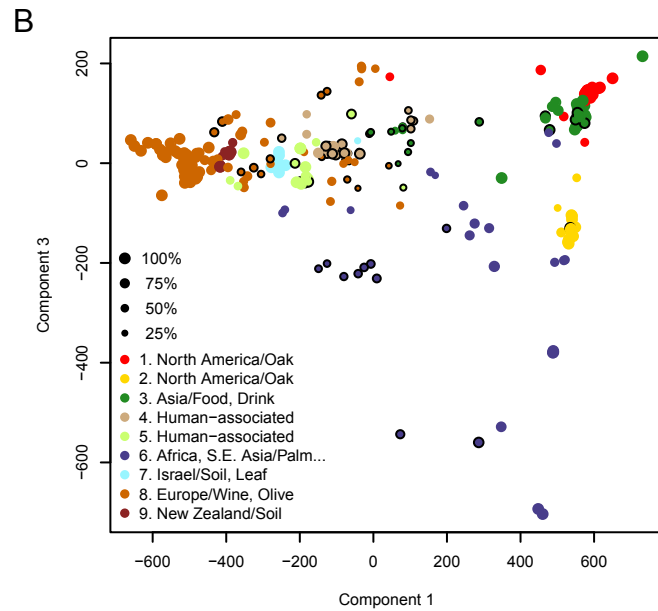 B
200
0
−200
−400
−600
Component 3
100%
75%
50%
25%
1. North America/Oak
2. North America/Oak
3. Asia/Food, Drink
4. Human−associated
5. Human−associated
6. Africa, S.E. Asia/Palm...
7. Israel/Soil, Leaf
8. Europe/Wine, Olive
9. New Zealand/Soil
−600 −400 −200 0 200 400 600
Component 1